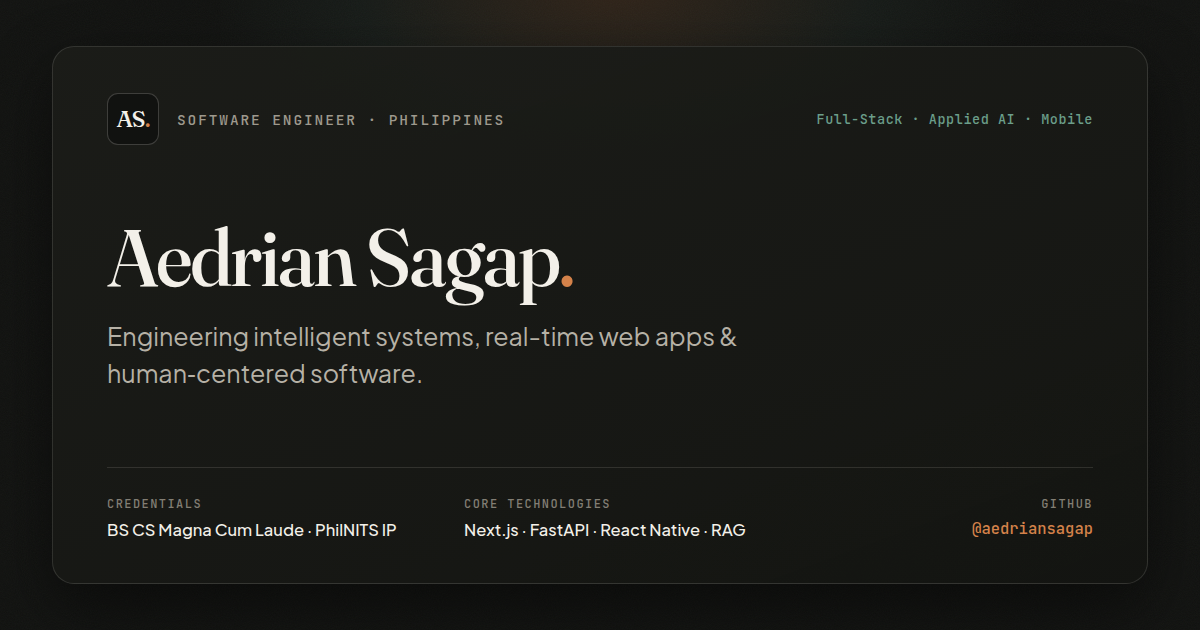 AS.
SOFTWARE ENGINEER · PHILIPPINES
Full-Stack · Applied AI · Mobile
Aedrian Sagap.
Engineering intelligent systems, real-time web apps &
human-centered software.
CREDENTIALS
BS CS Magna Cum Laude · PhilNITS IP
CORE TECHNOLOGIES
Next.js · FastAPI · React Native · RAG
GITHUB
@aedriansagap